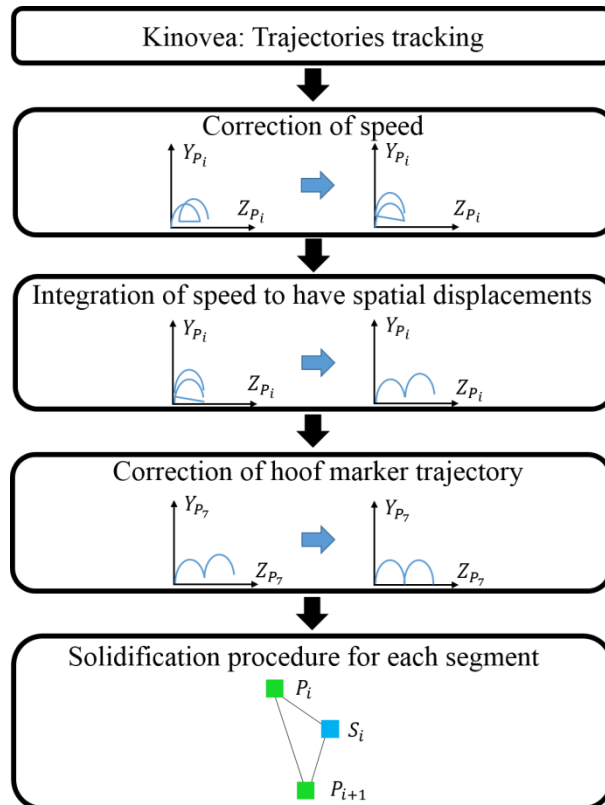 Kinovea: Trajectories tracking
Correction of speed
Y_{P_i} Y_{P_i}
Z_{P_i} Z_{P_i}
Integration of speed to have spatial displacements
Y_{P_i} Y_{P_i}
Z_{P_i} Z_{P_i}
Correction of hoof marker trajectory
Y_{P_7} Y_{P_7}
Z_{P_7} Z_{P_7}
Solidification procedure for each segment
P_i
S_i
P_{i+1}